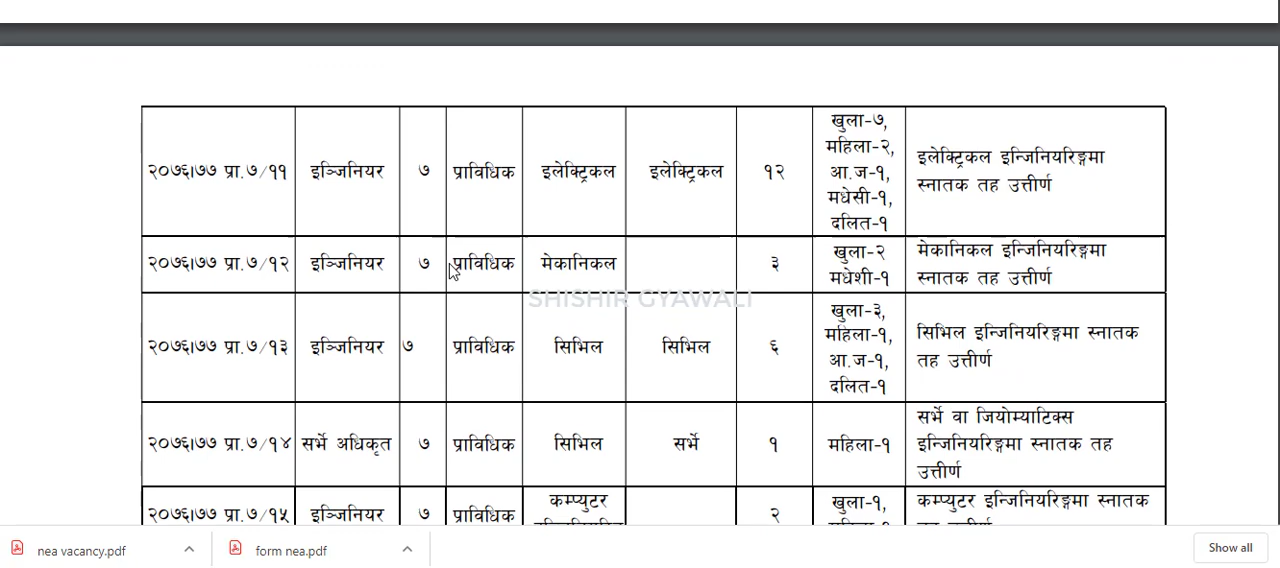 २०७६।७७ प्रा.७/११ इञ्जिनियर ७ प्राविधिक इलेक्ट्रिकल इलेक्ट्रिकल १२
खुला-७,
महिला-२,
आ.ज-१,
मधेसी-१,
दलित-१
इलेक्ट्रिकल इन्जिनियरिङ्गमा
स्नातक तह उत्तीर्ण
२०७६।७७ प्रा.७/१२ इञ्जिनियर ७ प्राविधिक मेकानिकल ३
खुला-२
मधेशी-१
मेकानिकल इन्जिनियरिङ्गमा
स्नातक तह उत्तीर्ण
SHISHIR GYAWALI
२०७६।७७ प्रा.७/१३ इञ्जिनियर ७ प्राविधिक सिभिल सिभिल ६
खुला-३,
महिला-१,
आ.ज-१,
दलित-१
सिभिल इन्जिनियरिङ्गमा स्नातक
तह उत्तीर्ण
२०७६।७७ प्रा.७/१४ सर्भे अधिकृत ७ प्राविधिक सिभिल सर्भे १ महिला-१
सर्भे वा जियोम्याटिक्स
इन्जिनियरिङ्गमा स्नातक तह
उत्तीर्ण
२०७६।७७ प्रा.७/१५ इञ्जिनियर ७ प्राविधिक
कम्प्युटर
२
खुला-१,
कम्प्युटर इन्जिनियरिङ्गमा स्नातक
nea vacancy.pdf
form nea.pdf
Show all